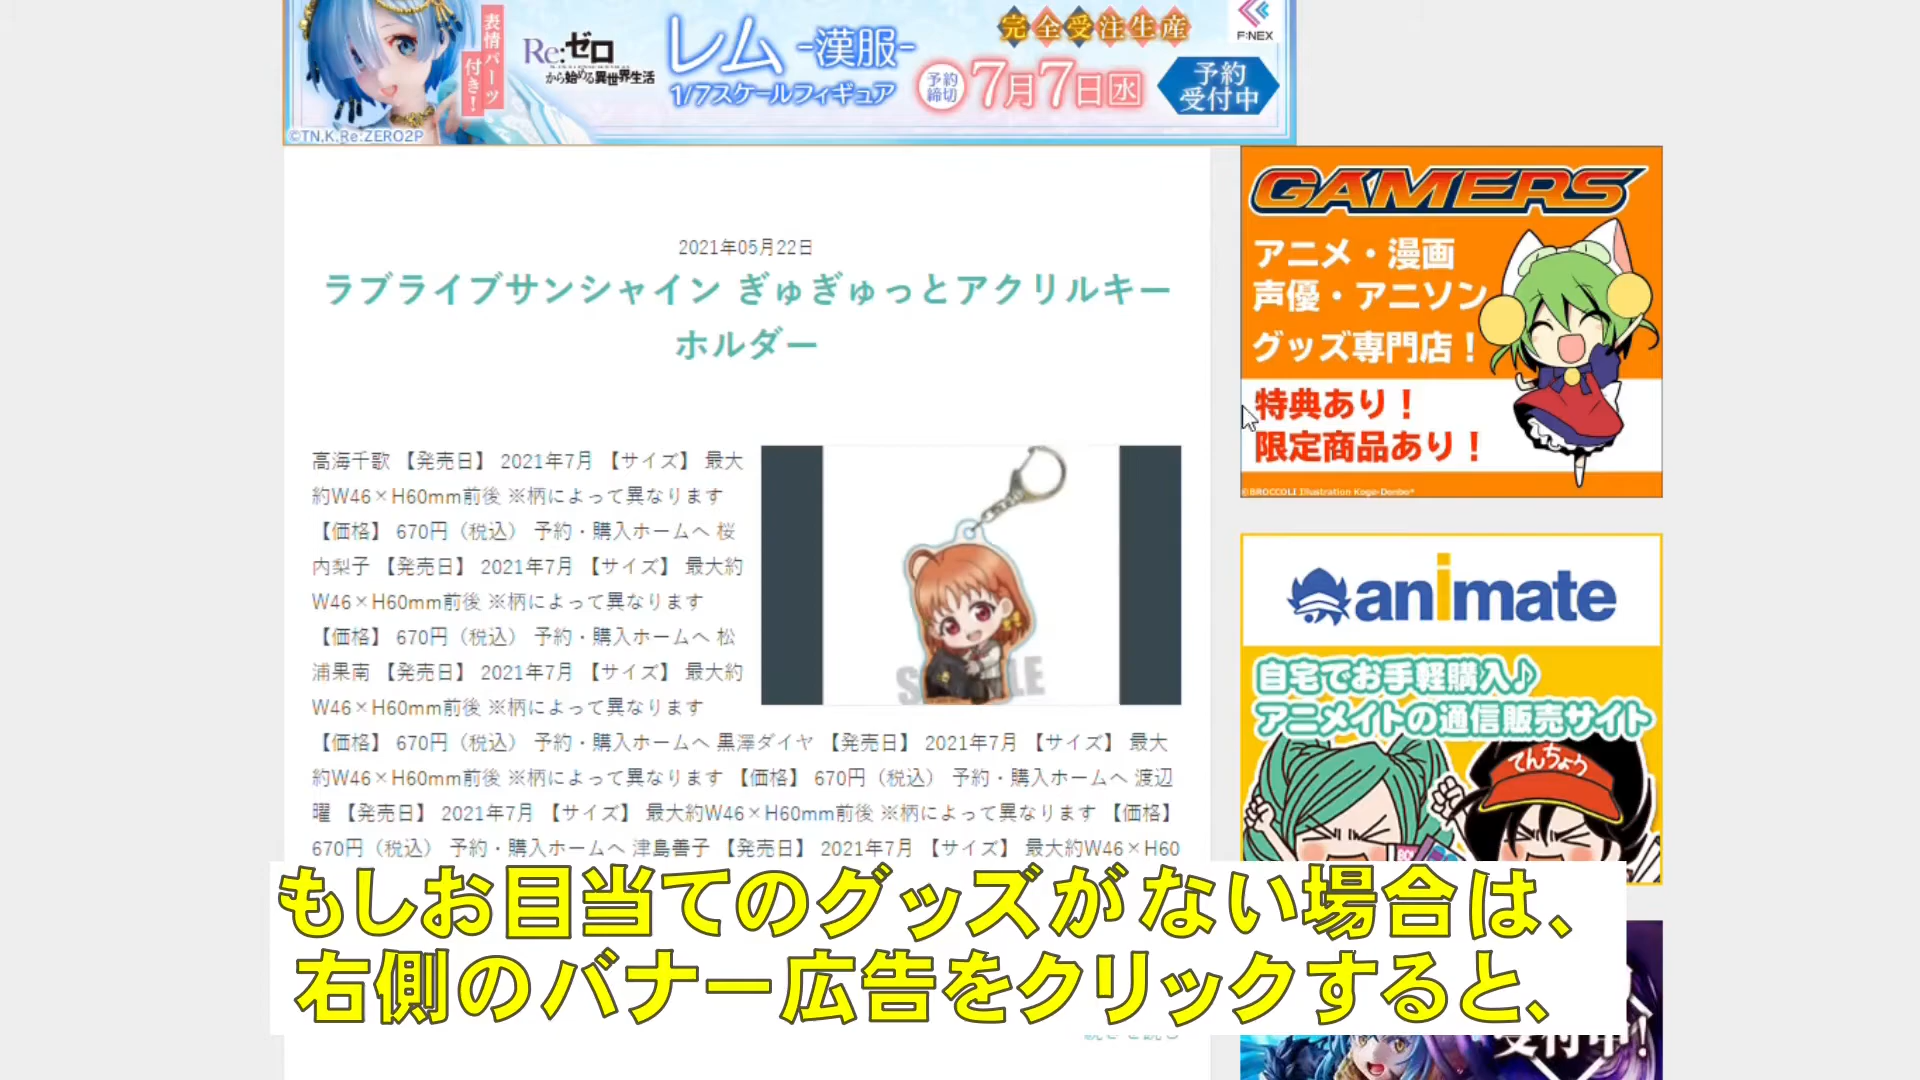 表情パーツ
付き!
Re:ゼロ
から始める異世界生活
レム -漢服-
1/7スケールフィギュア
完全受注生産
予約
締切
7月7日水
予約
受付中
F:NEX
©TN,K,Re:ZERO2P
2021年05月22日
ラブライブサンシャイン ぎゅぎゅっとアクリルキー
ホルダー
高海千歌 【発売日】 2021年7月 【サイズ】 最大
約W46×H60mm前後 ※柄によって異なります
【価格】 670円（税込） 予約・購入ホームへ 桜
内梨子 【発売日】 2021年7月 【サイズ】 最大約
W46×H60mm前後 ※柄によって異なります
【価格】 670円（税込） 予約・購入ホームへ 松
浦果南 【発売日】 2021年7月 【サイズ】 最大約
W46×H60mm前後 ※柄によって異なります
【価格】 670円（税込） 予約・購入ホームへ 黒澤ダイヤ 【発売日】 2021年7月 【サイズ】 最大
約W46×H60mm前後 ※柄によって異なります 【価格】 670円（税込） 予約・購入ホームへ 渡辺
曜 【発売日】 2021年7月 【サイズ】 最大約W46×H60mm前後 ※柄によって異なります 【価格】
670円（税込） 予約・購入ホームへ 津島善子 【発売日】 2021年7月 【サイズ】 最大約W46×H60
GAMERS
アニメ・漫画
声優・アニソン
グッズ専門店！
特典あり！
限定商品あり！
©BROCCOLI Illustration Koge-Donbo*
animate
自宅でお手軽購入♪
アニメイトの通信販売サイト
てんちょう
もしお目当てのグッズがない場合は、
右側のバナー広告をクリックすると、
受付中!